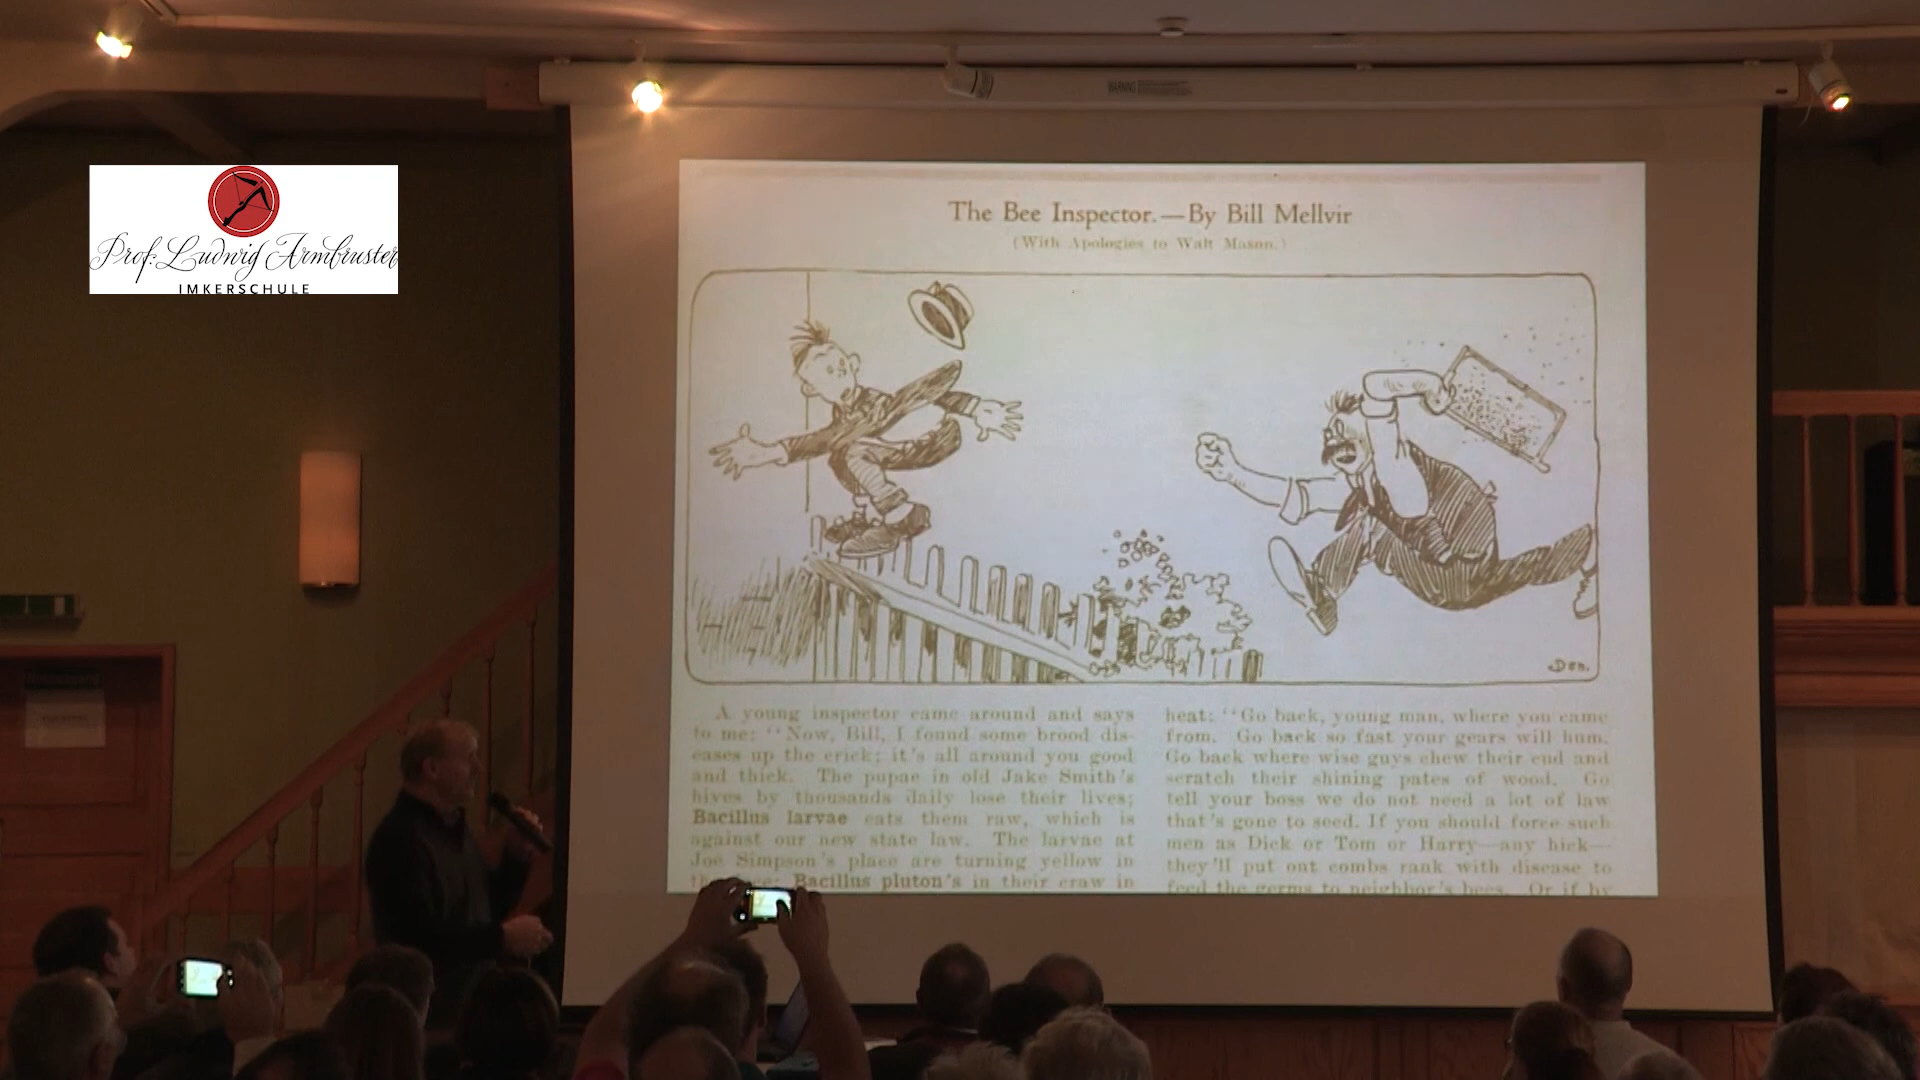 WARNING
Prof. Ludwig Armbruster
IMKERSCHULE
The Bee Inspector.—By Bill Mellvir
(With Apologies to Walt Mason.)
Den.
A young inspector came around and says
to me: "Now, Bill, I found some brood dis-
eases up the crick; it's all around you good
and thick. The pupae in old Jake Smith's
hives by thousands daily lose their lives;
Bacillus larvae eats them raw, which is
against our new state law. The larvae at
Joe Simpson's place are turning yellow in
Bacillus pluton's in their craw in
heat: "Go back, young man, where you came
from. Go back so fast your gears will hum.
Go back where wise guys chew their cud and
scratch their shining pates of wood. Go
tell your boss we do not need a lot of law
that's gone to seed. If you should force such
men as Dick or Tom or Harry—any hick—
they'll put out combs rank with disease to
feed the germs to neighbor's bees. Or if by